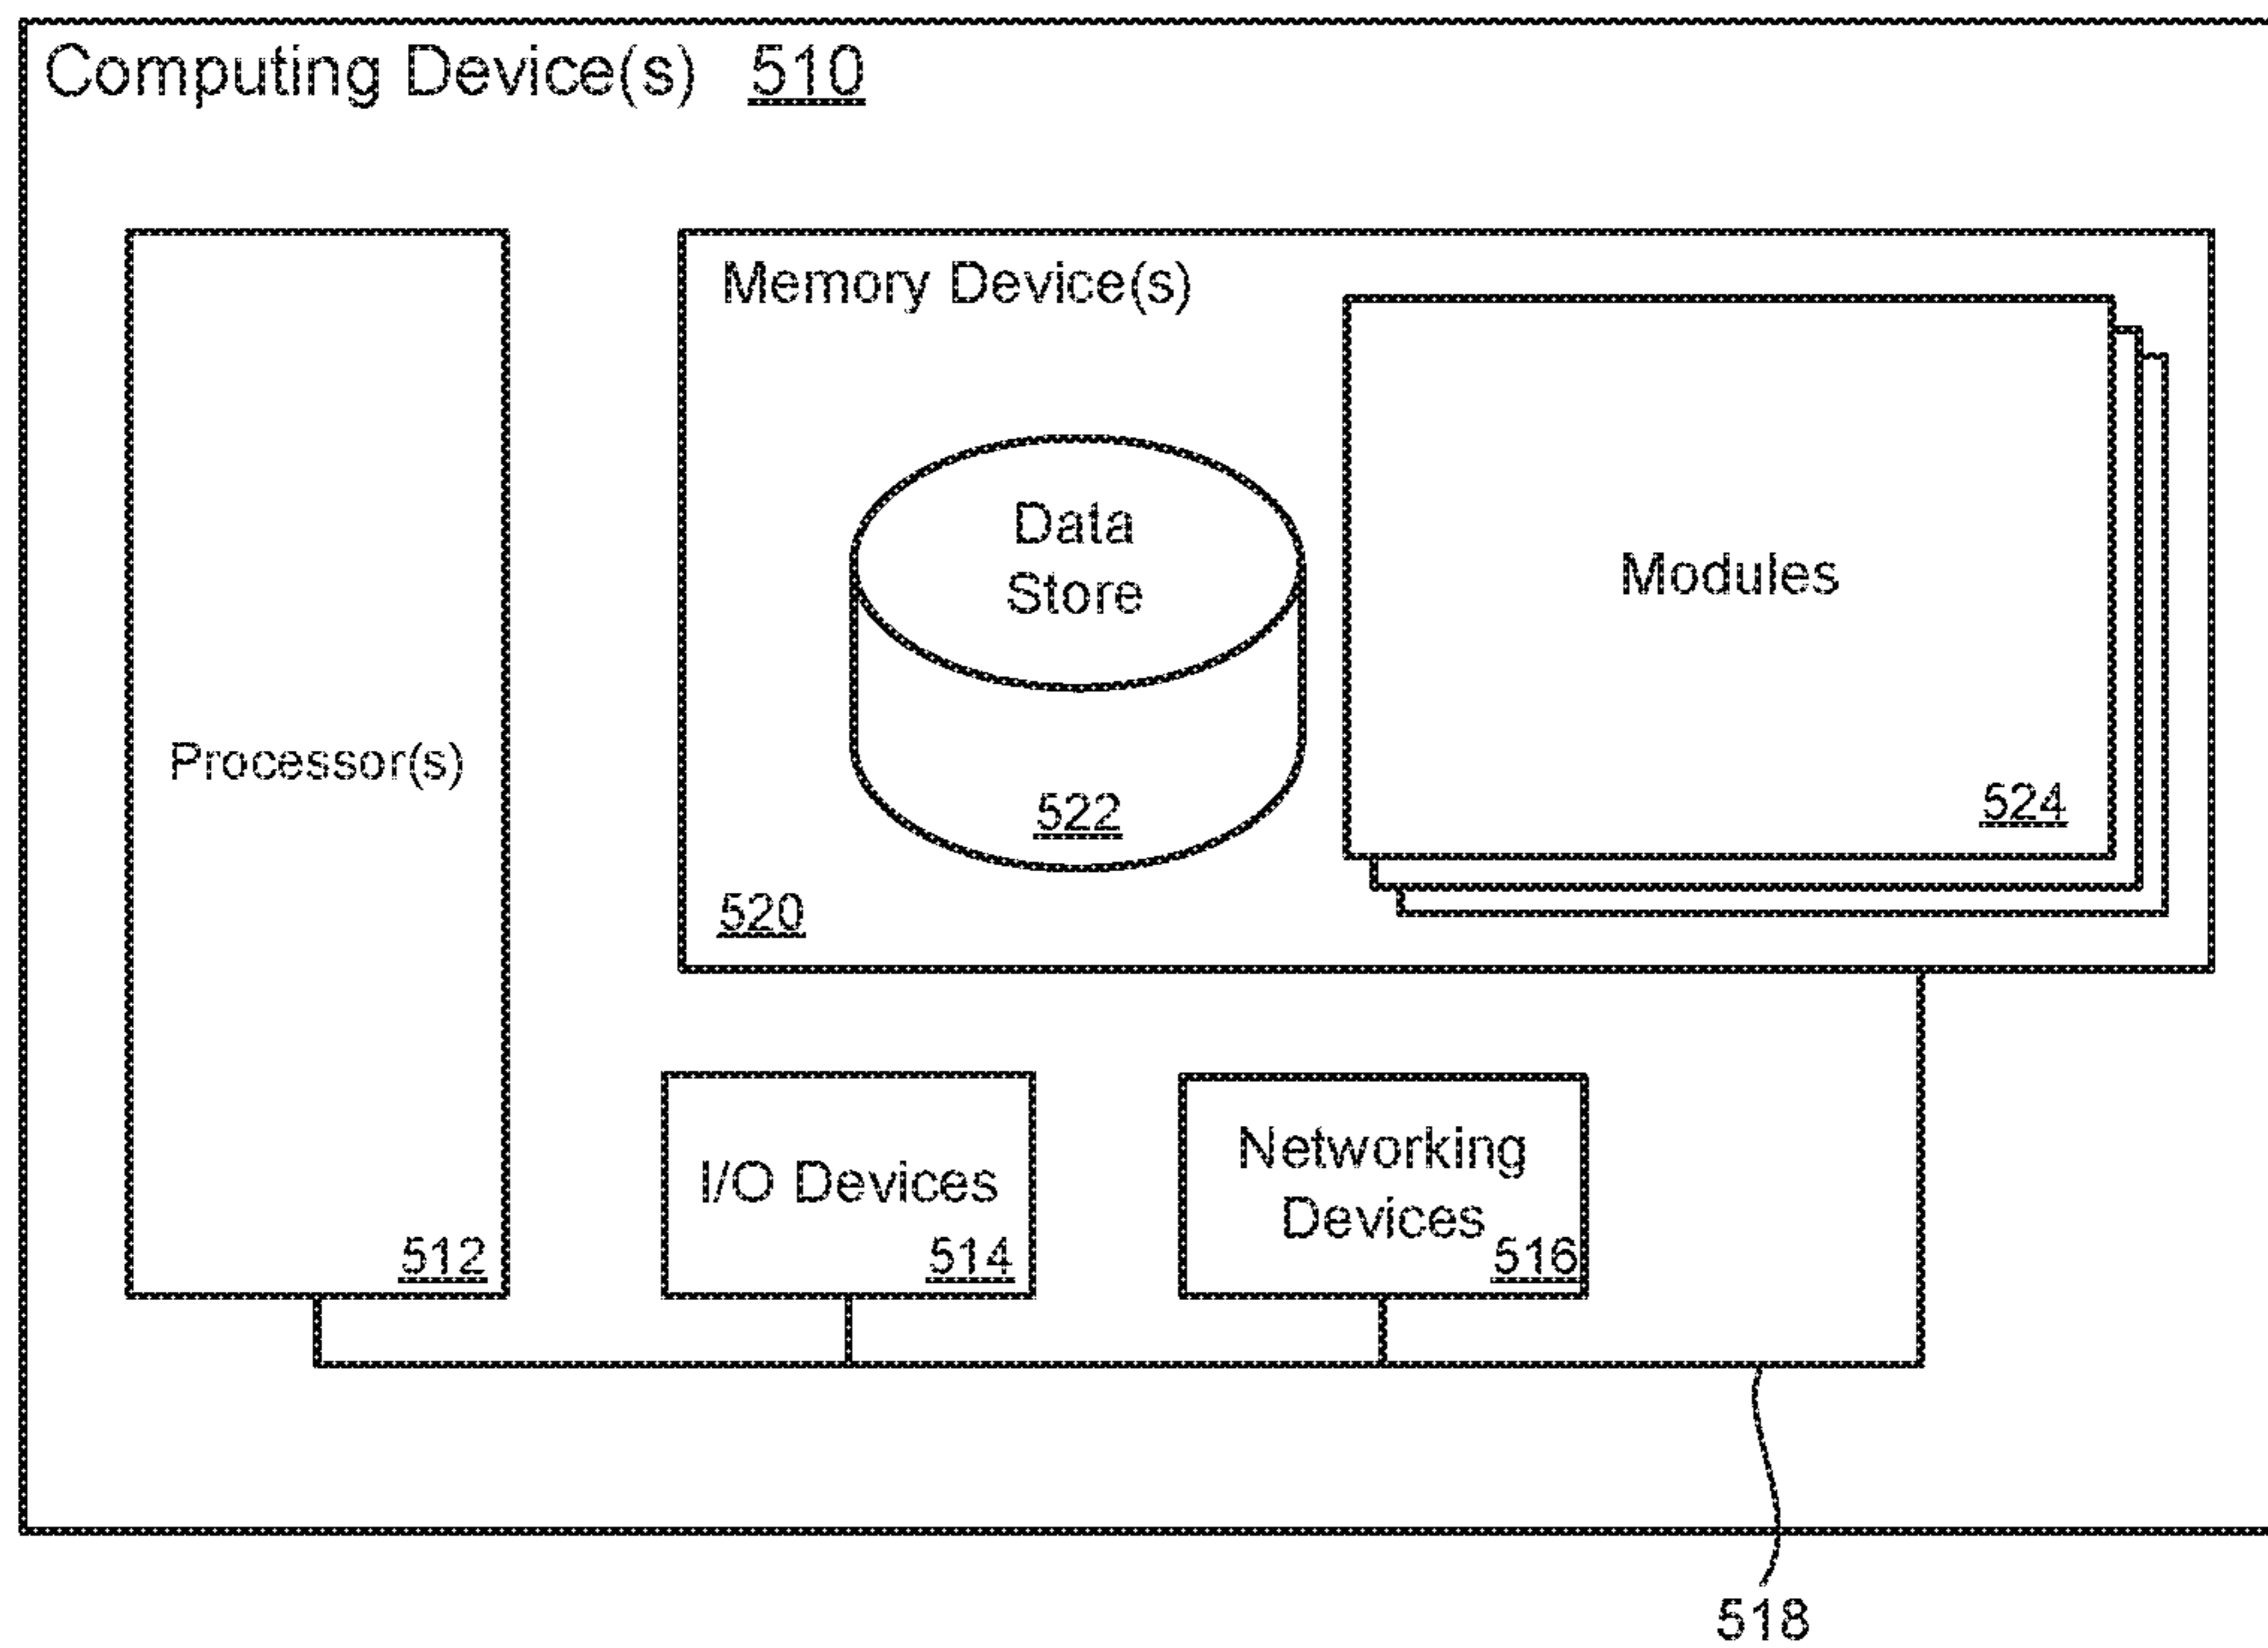 Computing Device(s) 510
Memory Device(s)
Data
Store
522
Modules
524
520
Processor(s)
512
I/O Devices
514
Networking
Devices
516
518